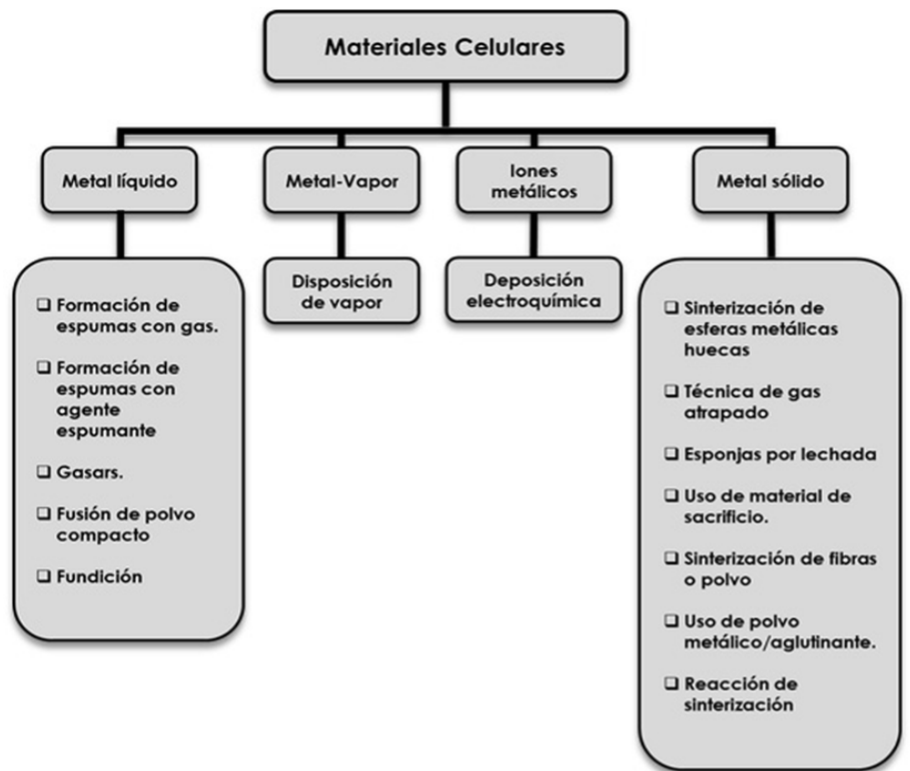 Materiales Celulares
Metal líquido
Metal-Vapor
Iones
metálicos
Metal sólido
❑ Formación de
espumas con gas.
❑ Formación de
espumas con
agente
espumante
❑ Gasars.
❑ Fusión de polvo
compacto
❑ Fundición
Disposición
de vapor
Deposición
electroquímica
❑ Sinterización de
esferas metálicas
huecas
❑ Técnica de gas
atrapado
❑ Esponjas por lechada
❑ Uso de material de
sacrificio.
❑ Sinterización de fibras
o polvo
❑ Uso de polvo
metálico/aglutinante.
❑ Reacción de
sinterización